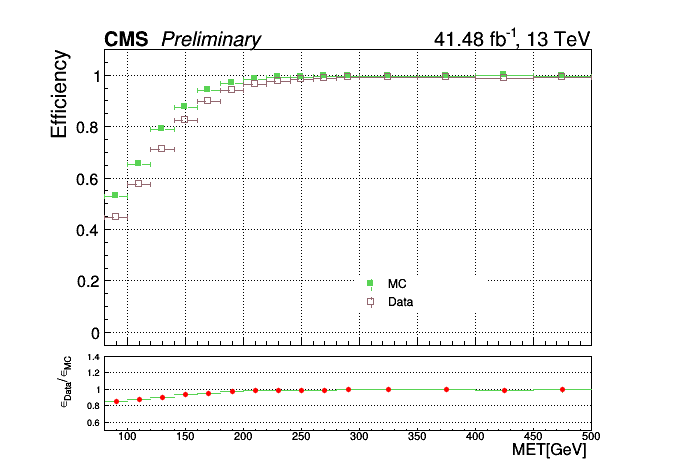 CMS Preliminary 41.48 fb⁻¹, 13 TeV
Efficiency
1
0.8
0.6
0.4
0.2
0
MC
Data
ϵData/ϵMC
1.4
1.2
1
0.8
0.6
100 150 200 250 300 350 400 450 500
MET[GeV]